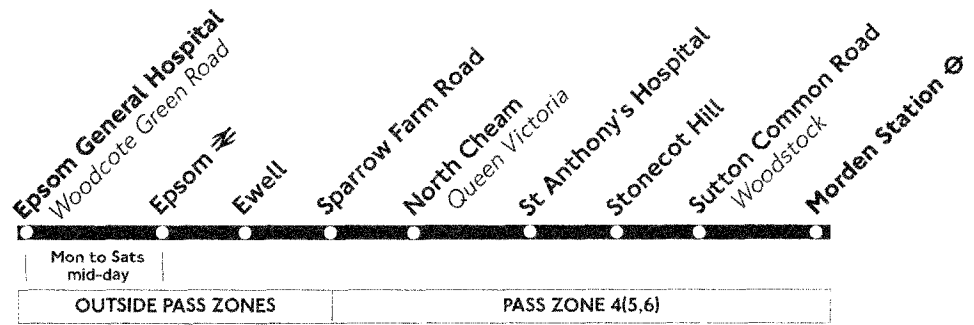 Epsom General Hospital
Woodcote Green Road
Epsom
Ewell
Sparrow Farm Road
North Cheam
Queen Victoria
St Anthony's Hospital
Stonecot Hill
Sutton Common Road
Woodstock
Morden Station
Mon to Sats
mid-day
OUTSIDE PASS ZONES
PASS ZONE 4(5,6)